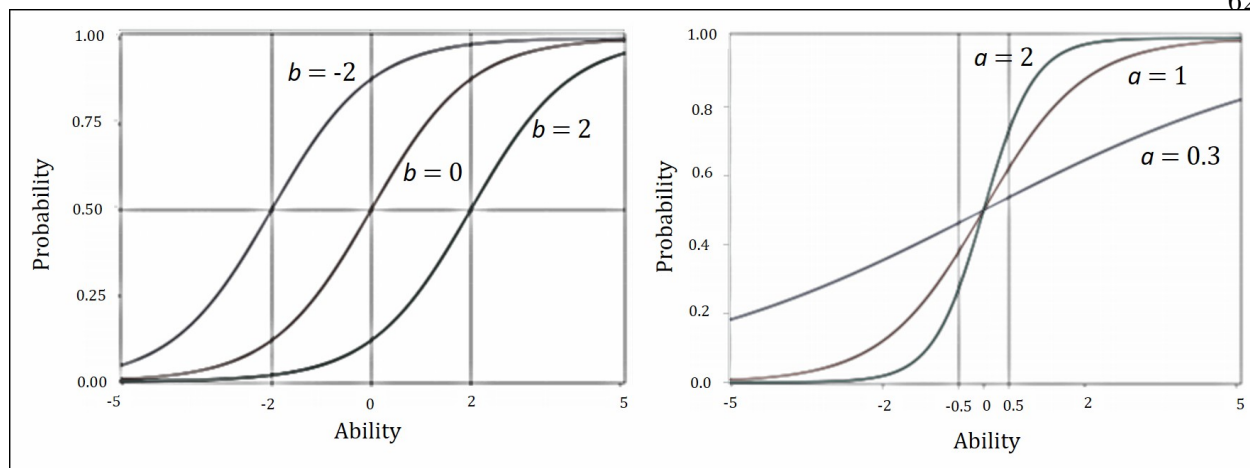 62
1.00
b = -2
b = 2
0.75
b = 0
0.50
0.25
0.00
-5
-2
0
2
5
Probability
Ability
1.00
a = 2
a = 1
0.8
a = 0.3
0.6
0.4
0.2
0.0
-5
-2
-0.5
0
0.5
2
5
Probability
Ability